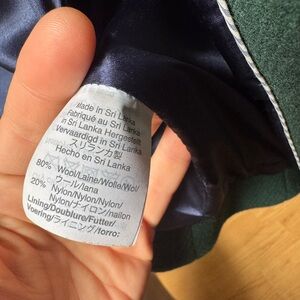 Made in Sri Lanka
Fabriqué au Sri Lanka
in Sri Lanka Hergestellt
Vervaardigd in Sri Lanka
スリランカ製
Hecho en Sri Lanka
80% Wool/Laine/Wolle/Wol/
ウール/lana
20% Nylon/Nylon/Nylon/
Nylon/ナイロン/nailon
Lining/Doublure/Futter/
Voering/ライニング/forro: